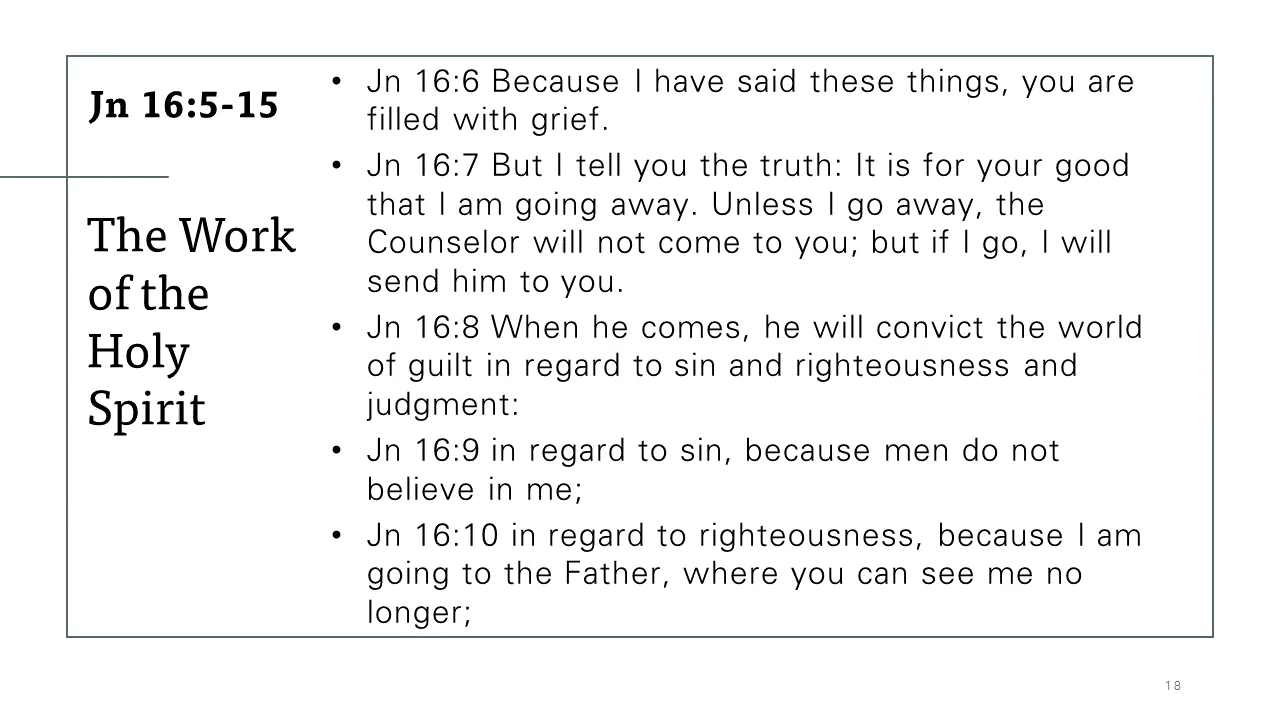 Jn 16:5-15
The Work
of the
Holy
Spirit
• Jn 16:6 Because I have said these things, you are
filled with grief.
• Jn 16:7 But I tell you the truth: It is for your good
that I am going away. Unless I go away, the
Counselor will not come to you; but if I go, I will
send him to you.
• Jn 16:8 When he comes, he will convict the world
of guilt in regard to sin and righteousness and
judgment:
• Jn 16:9 in regard to sin, because men do not
believe in me;
• Jn 16:10 in regard to righteousness, because I am
going to the Father, where you can see me no
longer;
18